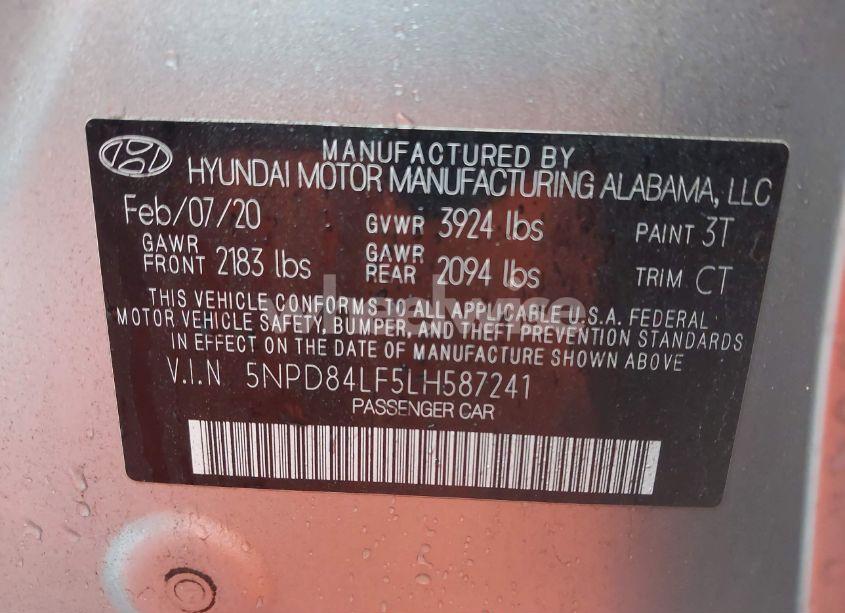 MANUFACTURED BY
HYUNDAI MOTOR MANUFACTURING ALABAMA, LLC
Feb/07/20 GVWR 3924 lbs PAINT 3T
GAWR FRONT 2183 lbs GAWR REAR 2094 lbs TRIM CT
THIS VEHICLE CONFORMS TO ALL APPLICABLE U.S.A. FEDERAL
MOTOR VEHICLE SAFETY, BUMPER, AND THEFT PREVENTION STANDARDS
IN EFFECT ON THE DATE OF MANUFACTURE SHOWN ABOVE
V.I.N 5NPD84LF5LH587241
PASSENGER CAR